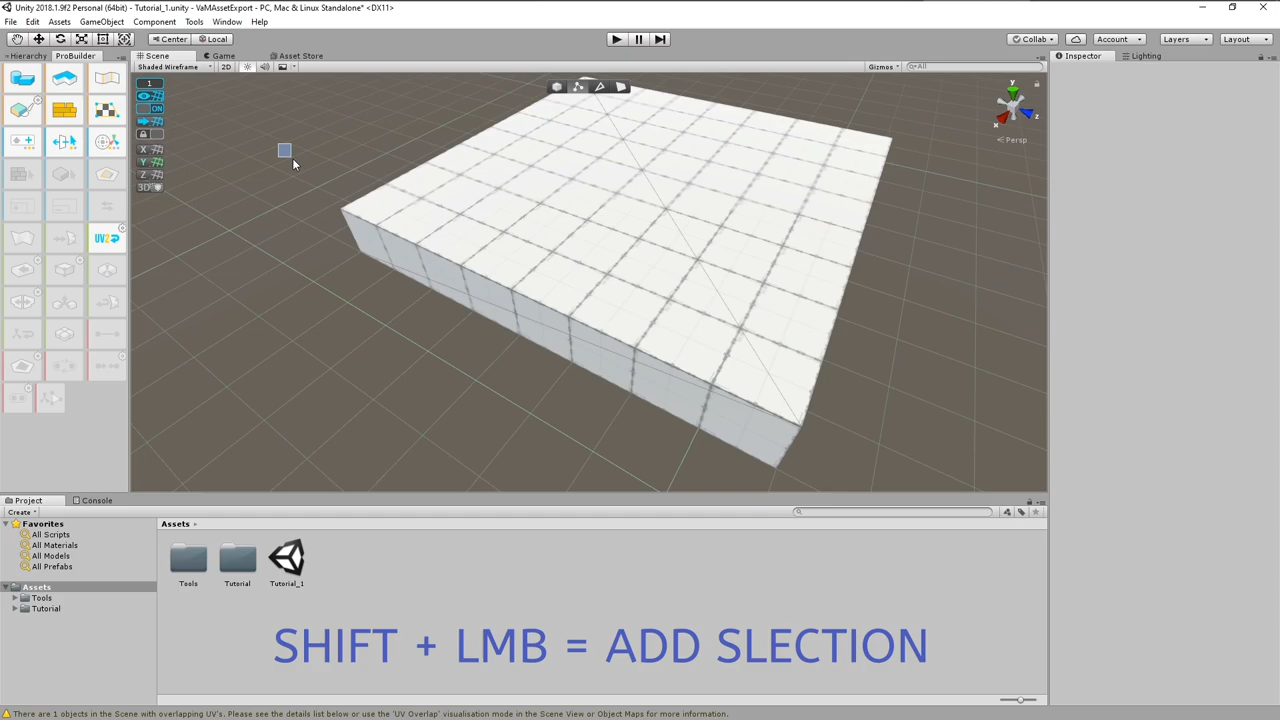 Unity 2018.1.9f2 Personal (64bit) - Tutorial_1.unity - VaMAssetExport - PC, Mac & Linux Standalone* <DX11>
File Edit Assets GameObject Component Tools Window Help
Center Local Collab Account Layers Layout
Hierarchy ProBuilder Scene Game Asset Store Inspector Lighting
Shaded Wireframe 2D Gizmos All
1
ON
X
Y
Z
3D
UV2
y
x z
Persp
Project Console
Create
Favorites
All Scripts
All Materials
All Models
All Prefabs
Assets
Tools
Tutorial
Assets
Tools Tutorial Tutorial_1
SHIFT + LMB = ADD SLECTION
There are 1 objects in the Scene with overlapping UV's. Please see the details list below or use the 'UV Overlap' visualisation mode in the Scene View or Object Maps for more information.